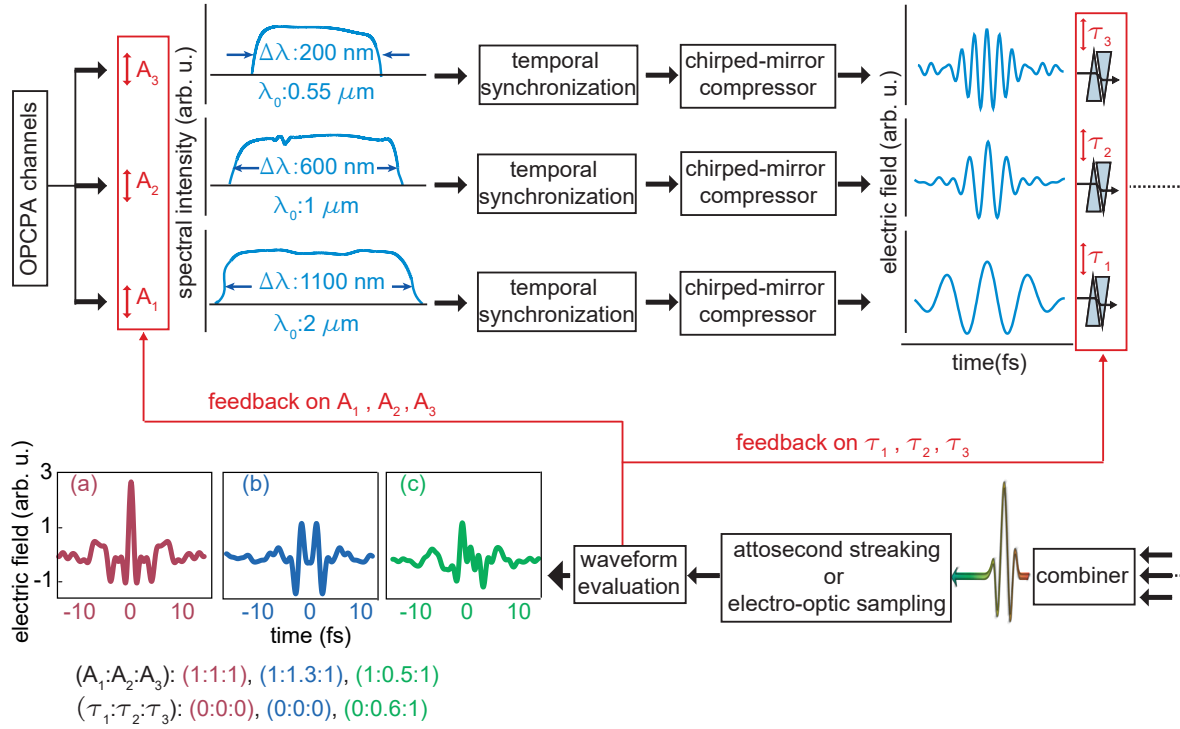 OPCPA channels
A₃
A₂
A₁
spectral intensity (arb. u.)
Δλ:200 nm
λ₀:0.55 μm
Δλ:600 nm
λ₀:1 μm
Δλ:1100 nm
λ₀:2 μm
temporal
synchronization
chirped-mirror
compressor
temporal
synchronization
chirped-mirror
compressor
temporal
synchronization
chirped-mirror
compressor
electric field (arb. u.)
time(fs)
τ₃
τ₂
τ₁
feedback on A₁ , A₂ , A₃
feedback on τ₁ , τ₂, τ₃
electric field (arb. u.)
3
1
-1
(a)
(b)
(c)
-10 0 10
-10 0 10
-10 0 10
time (fs)
waveform
evaluation
attosecond streaking
or
electro-optic sampling
combiner
(A₁:A₂:A₃): (1:1:1), (1:1.3:1), (1:0.5:1)
(τ₁:τ₂:τ₃): (0:0:0), (0:0:0), (0:0.6:1)